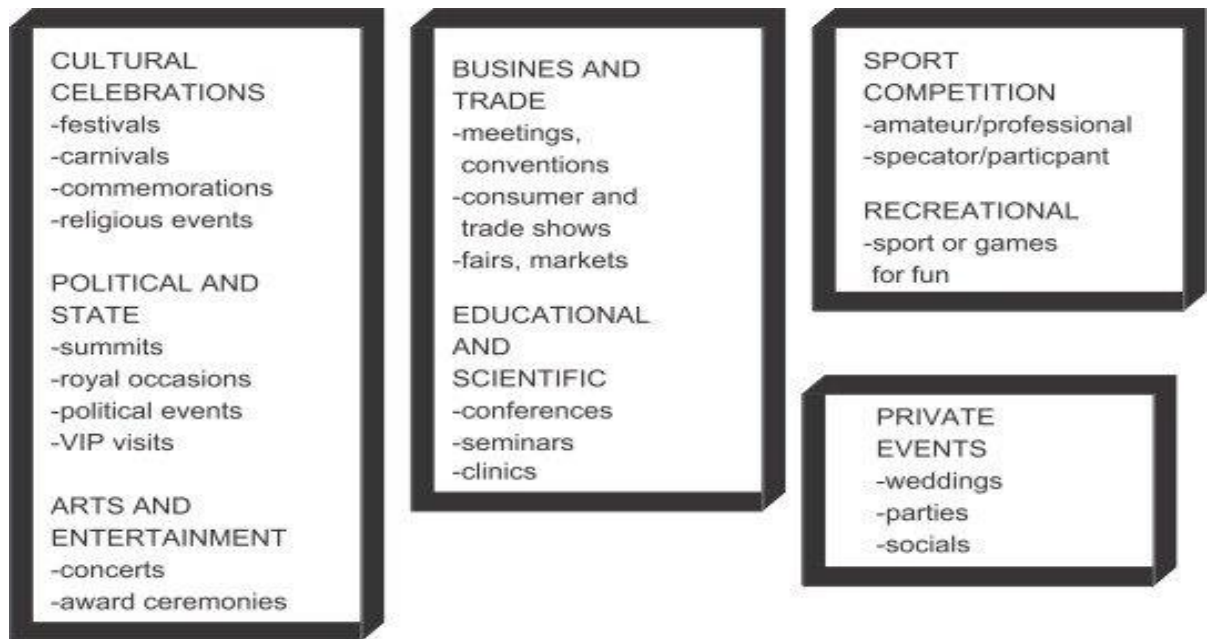 CULTURAL
CELEBRATIONS
-festivals
-carnivals
-commemorations
-religious events
POLITICAL AND
STATE
-summits
-royal occasions
-political events
-VIP visits
ARTS AND
ENTERTAINMENT
-concerts
-award ceremonies
BUSINES AND
TRADE
-meetings,
conventions
-consumer and
trade shows
-fairs, markets
EDUCATIONAL
AND
SCIENTIFIC
-conferences
-seminars
-clinics
SPORT
COMPETITION
-amateur/professional
-specator/particpant
RECREATIONAL
-sport or games
for fun
PRIVATE
EVENTS
-weddings
-parties
-socials